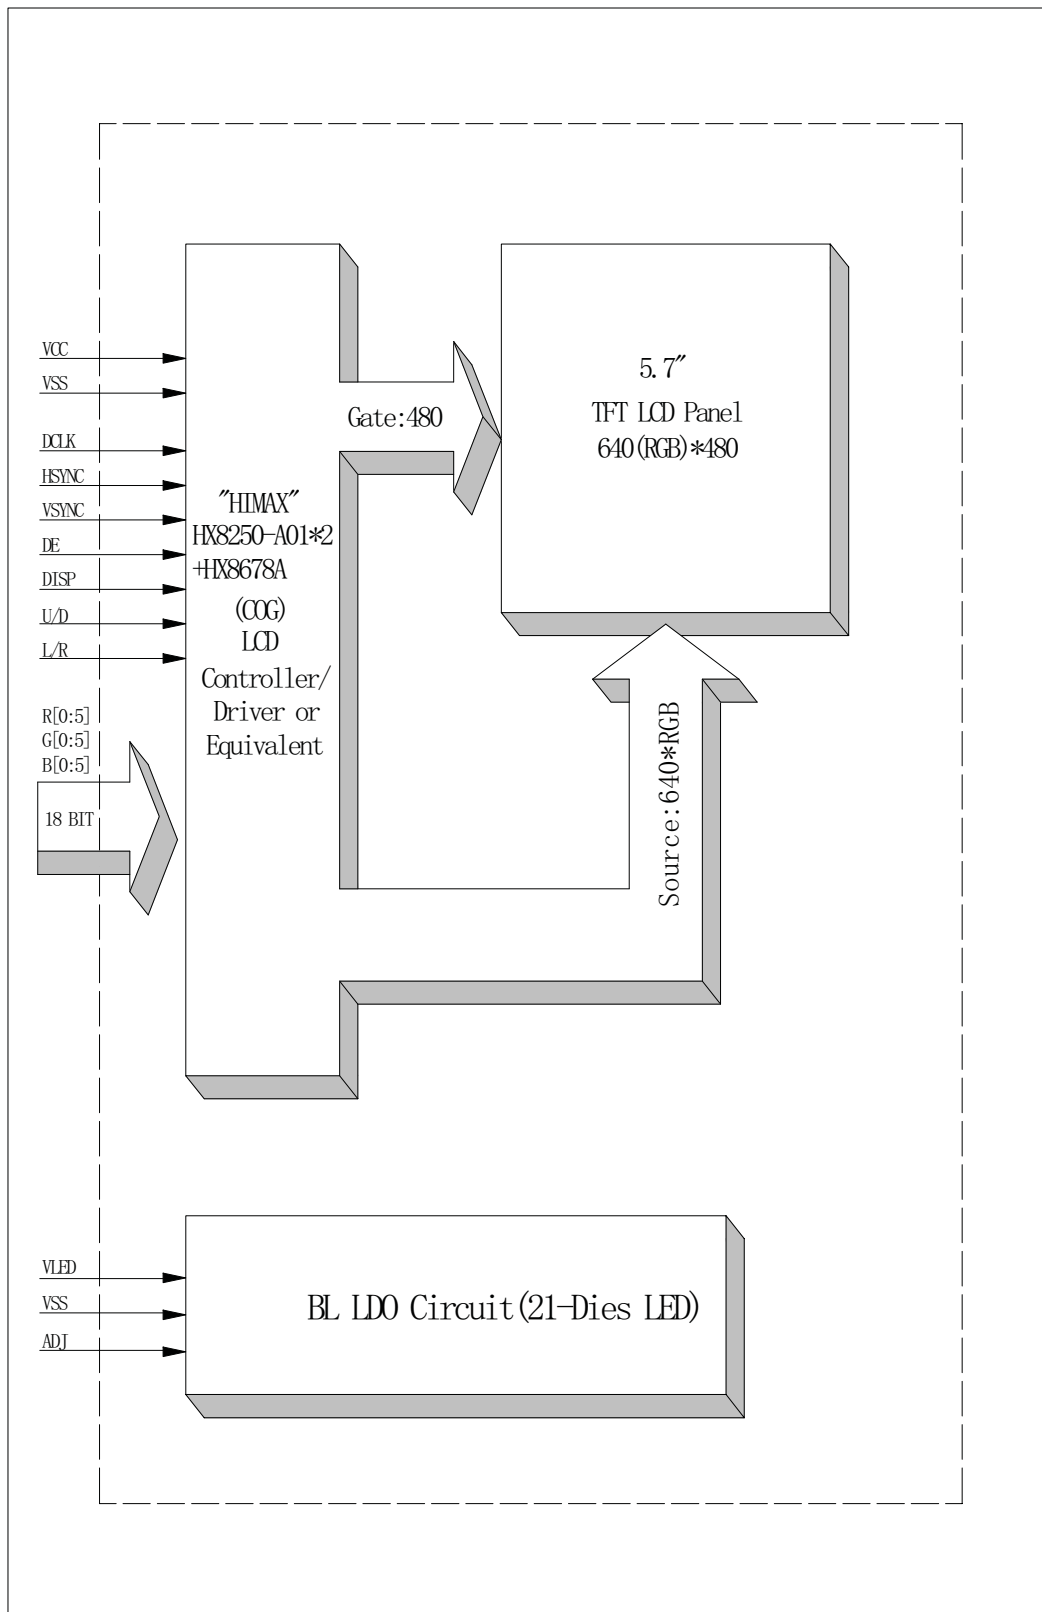 VCC
VSS
DCLK
HSYNC
VSYNC
DE
DISP
U/D
L/R
R[0:5]
G[0:5]
B[0:5]
18 BIT
"HIMAX"
HX8250-A01*2
+HX8678A
(COG)
LCD
Controller/
Driver or
Equivalent
Gate:480
5.7"
TFT LCD Panel
640(RGB)*480
Source:640*RGB
VLED
VSS
ADJ
BL LDO Circuit(21-Dies LED)